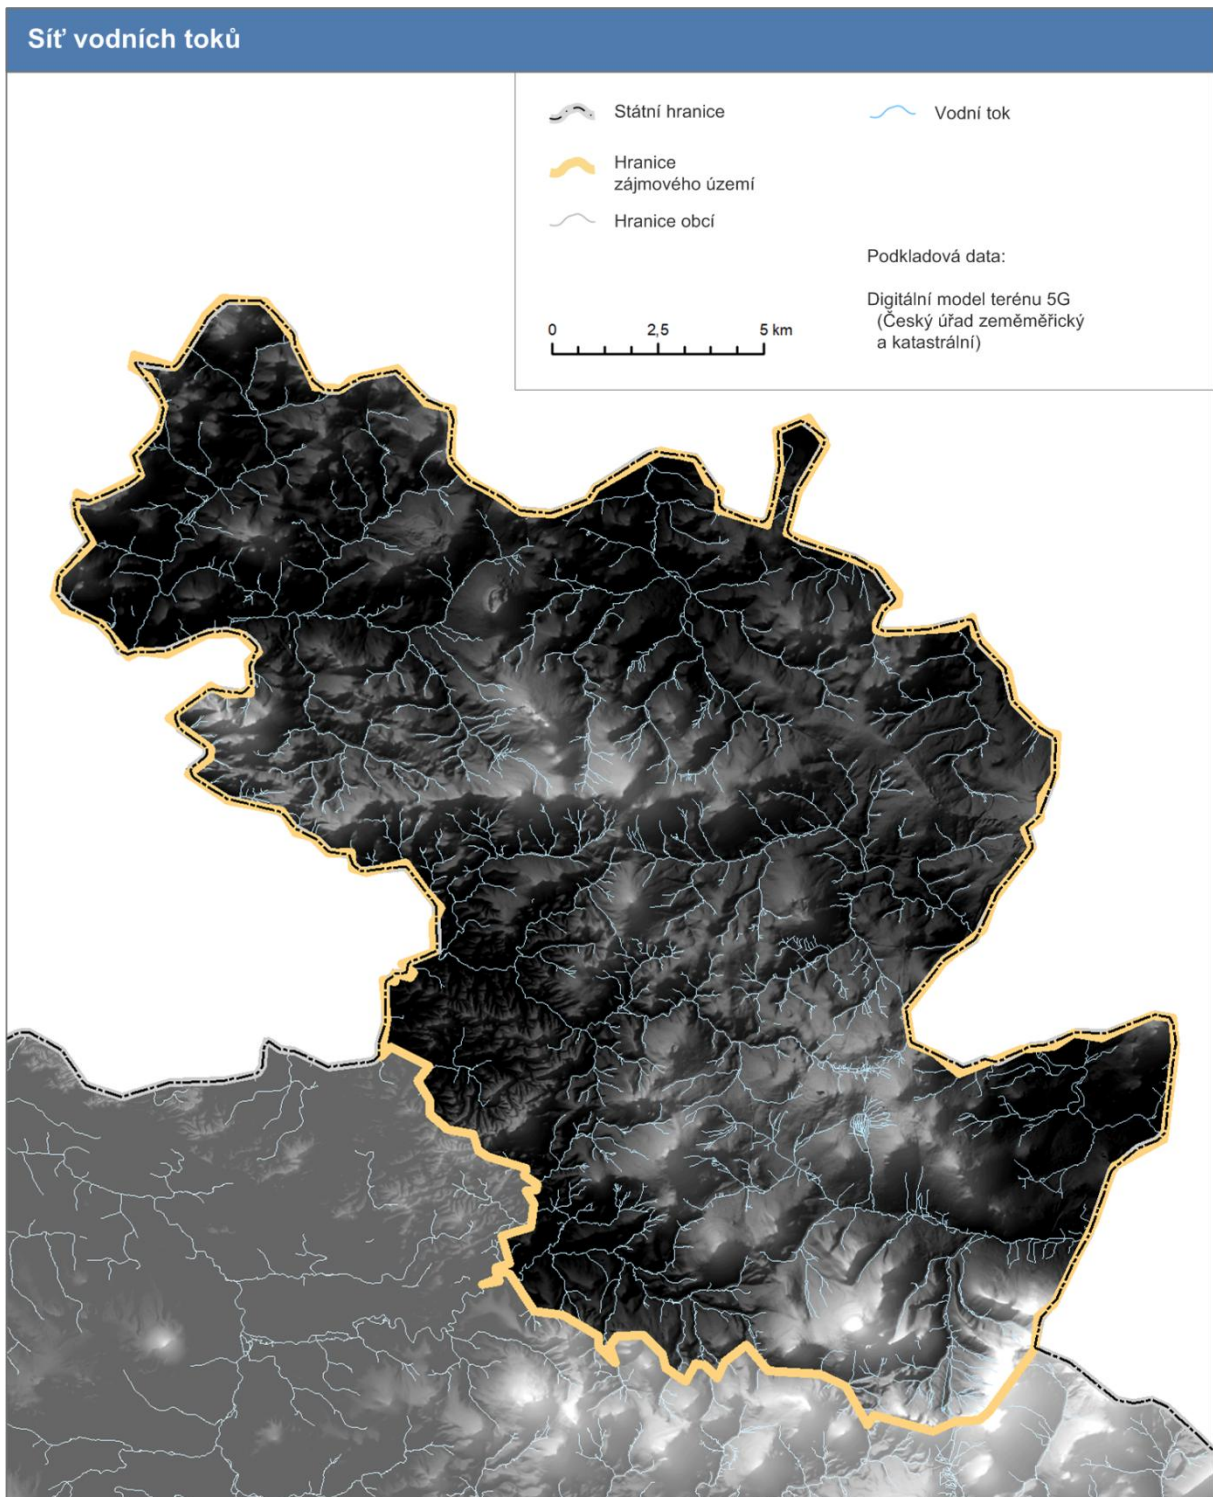 Síť vodních toků
Státní hranice
Vodní tok
Hranice
zájmového území
Hranice obcí
Podkladová data:
Digitální model terénu 5G
(Český úřad zeměměřický
a katastrální)
0 2,5 5 km